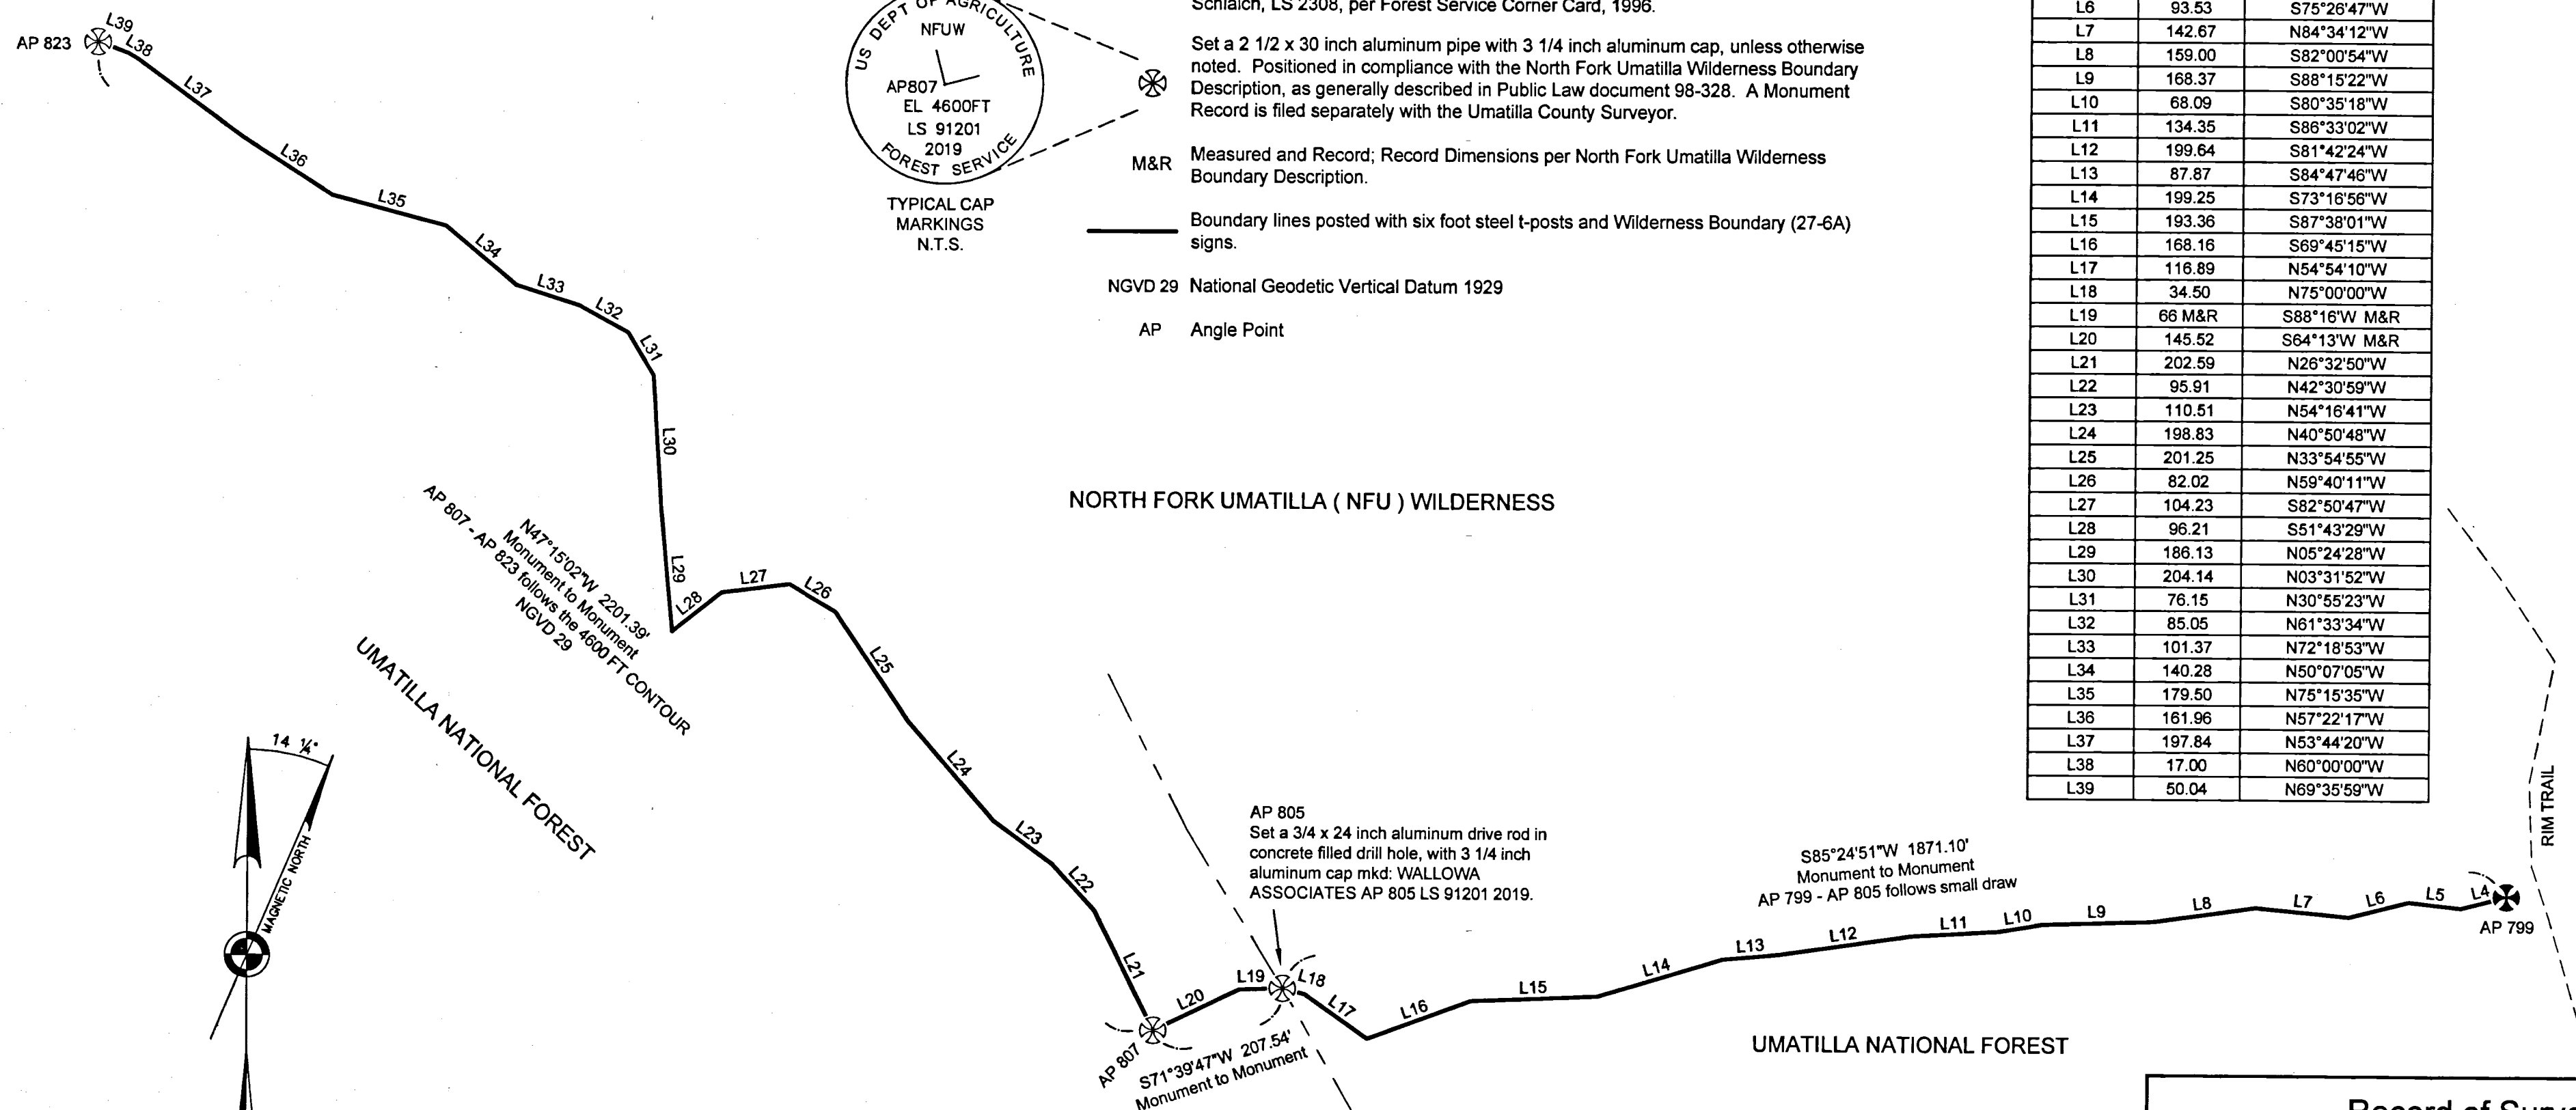 L39
AP 823
L38
L37
L36
L35
L34
L33
L32
L31
L30
L29
L28
L27
L26
L25
L24
L23
L22
L21
L20
L19
L18
L17
L16
L15
L14
L13
L12
L11
L10
L9
L8
L7
L6
L5
L4
AP 799
RIM TRAIL
US DEPT OF AGRICULTURE
NFUW
AP807
EL 4600FT
LS 91201
2019
FOREST SERVICE
TYPICAL CAP
MARKINGS
N.T.S.
Schlaich, LS 2308, per Forest Service Corner Card, 1996.
Set a 2 1/2 x 30 inch aluminum pipe with 3 1/4 inch aluminum cap, unless otherwise
noted. Positioned in compliance with the North Fork Umatilla Wilderness Boundary
Description, as generally described in Public Law document 98-328. A Monument
Record is filed separately with the Umatilla County Surveyor.
M&R Measured and Record; Record Dimensions per North Fork Umatilla Wilderness
Boundary Description.
Boundary lines posted with six foot steel t-posts and Wilderness Boundary (27-6A)
signs.
NGVD 29 National Geodetic Vertical Datum 1929
AP Angle Point
NORTH FORK UMATILLA ( NFU ) WILDERNESS
N47°15'02"W 2201.39'
Monument to Monument
AP 807 - AP 823 follows the 4600 FT CONTOUR
NGVD 29
UMATILLA NATIONAL FOREST
14 ¼°
MAGNETIC NORTH
AP 805
Set a 3/4 x 24 inch aluminum drive rod in
concrete filled drill hole, with 3 1/4 inch
aluminum cap mkd: WALLOWA
ASSOCIATES AP 805 LS 91201 2019.
S85°24'51"W 1871.10'
Monument to Monument
AP 799 - AP 805 follows small draw
AP 807
S71°39'47"W 207.54'
Monument to Monument
UMATILLA NATIONAL FOREST
L6 93.53 S75°26'47"W
L7 142.67 N84°34'12"W
L8 159.00 S82°00'54"W
L9 168.37 S88°15'22"W
L10 68.09 S80°35'18"W
L11 134.35 S86°33'02"W
L12 199.64 S81°42'24"W
L13 87.87 S84°47'46"W
L14 199.25 S73°16'56"W
L15 193.36 S87°38'01"W
L16 168.16 S69°45'15"W
L17 116.89 N54°54'10"W
L18 34.50 N75°00'00"W
L19 66 M&R S88°16'W M&R
L20 145.52 S64°13'W M&R
L21 202.59 N26°32'50"W
L22 95.91 N42°30'59"W
L23 110.51 N54°16'41"W
L24 198.83 N40°50'48"W
L25 201.25 N33°54'55"W
L26 82.02 N59°40'11"W
L27 104.23 S82°50'47"W
L28 96.21 S51°43'29"W
L29 186.13 N05°24'28"W
L30 204.14 N03°31'52"W
L31 76.15 N30°55'23"W
L32 85.05 N61°33'34"W
L33 101.37 N72°18'53"W
L34 140.28 N50°07'05"W
L35 179.50 N75°15'35"W
L36 161.96 N57°22'17"W
L37 197.84 N53°44'20"W
L38 17.00 N60°00'00"W
L39 50.04 N69°35'59"W